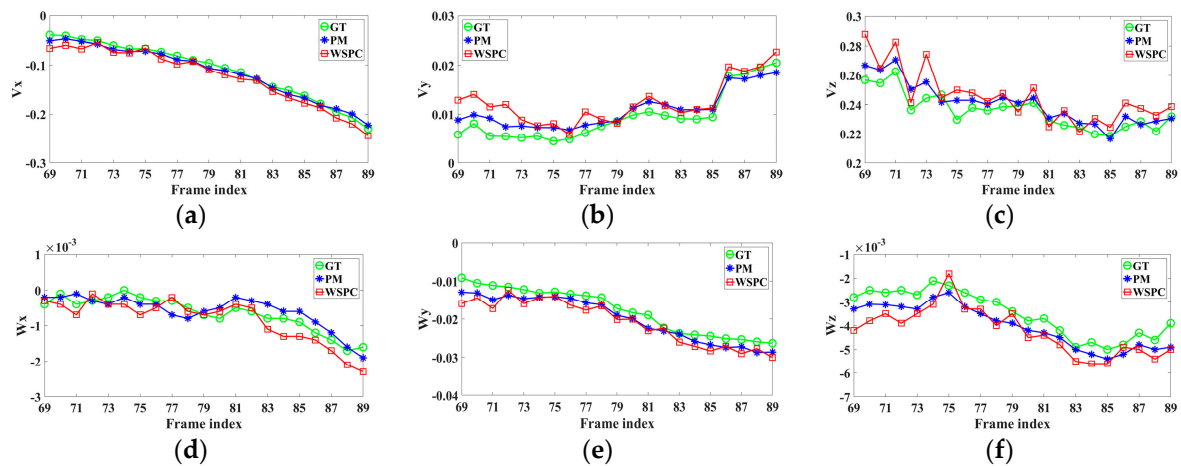 GT
PM
WSPC
0
-0.1
-0.2
-0.3
Vx
69 71 73 75 77 79 81 83 85 87 89
Frame index
(a)
GT
PM
WSPC
0.03
0.02
0.01
0
Vy
69 71 73 75 77 79 81 83 85 87 89
Frame index
(b)
GT
PM
WSPC
0.3
0.28
0.26
0.24
0.22
0.2
Vz
69 71 73 75 77 79 81 83 85 87 89
Frame index
(c)
×10⁻³
GT
PM
WSPC
1
0
-1
-2
-3
Wx
69 71 73 75 77 79 81 83 85 87 89
Frame index
(d)
GT
PM
WSPC
0
-0.01
-0.02
-0.03
-0.04
Wy
69 71 73 75 77 79 81 83 85 87 89
Frame index
(e)
×10⁻³
GT
PM
WSPC
-1
-2
-3
-4
-5
-6
-7
Wz
69 71 73 75 77 79 81 83 85 87 89
Frame index
(f)